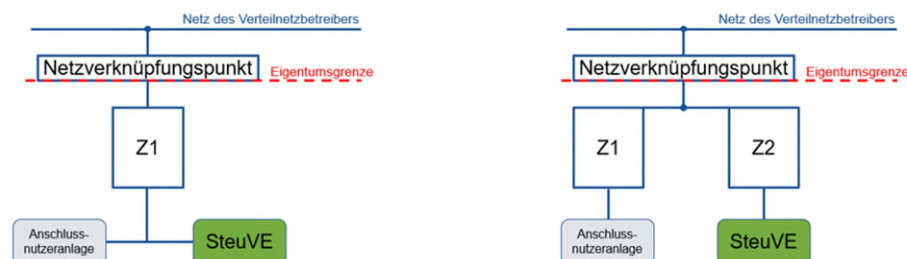 Netz des Verteilnetzbetreibers
Netzverknüpfungspunkt
Eigentumsgrenze
Z1
Anschluss-
nutzeranlage
SteuVE
Netz des Verteilnetzbetreibers
Netzverknüpfungspunkt
Eigentumsgrenze
Z1
Z2
Anschluss-
nutzeranlage
SteuVE